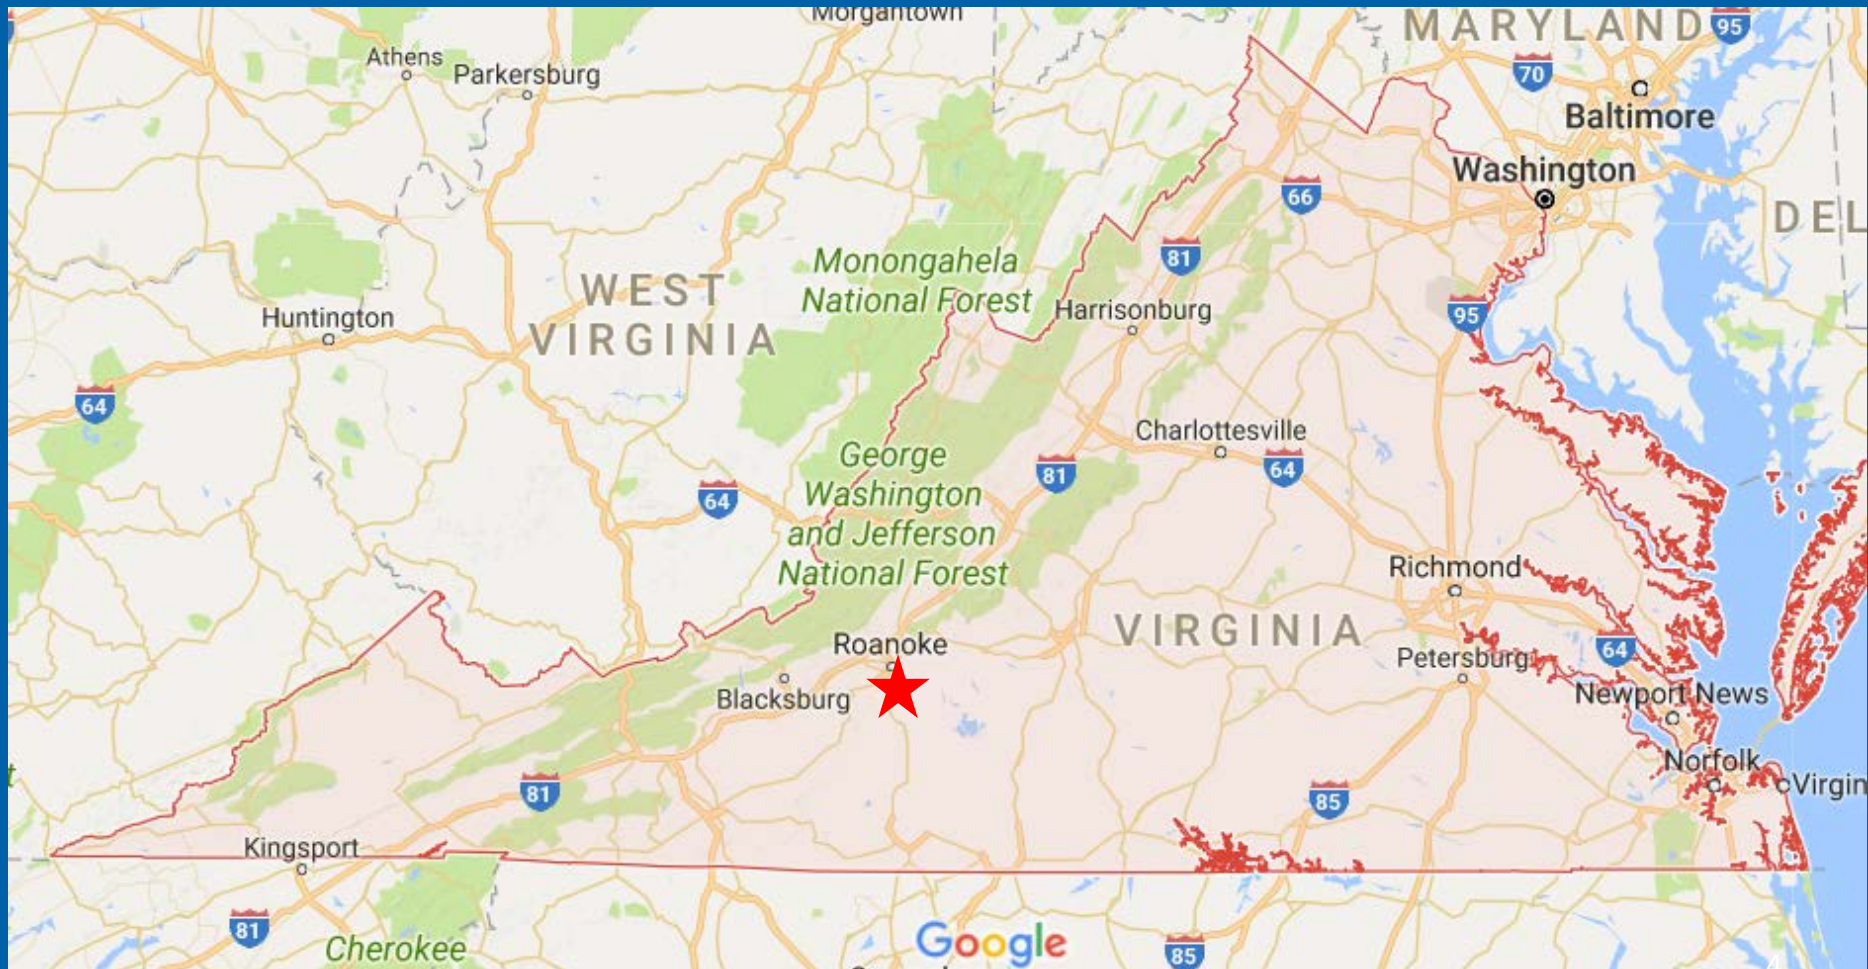 Morgantown
MARYLAND
95
Athens
Parkersburg
70
Baltimore
Washington
66
DEL
Monongahela
National Forest
81
WEST
VIRGINIA
Harrisonburg
95
Huntington
64
Charlottesville
George
Washington
and Jefferson
National Forest
81
64
64
Richmond
VIRGINIA
Roanoke
64
Petersburg
Blacksburg
Newport News
Norfolk
Virgin
81
85
Kingsport
81
Cherokee
Google
85
4